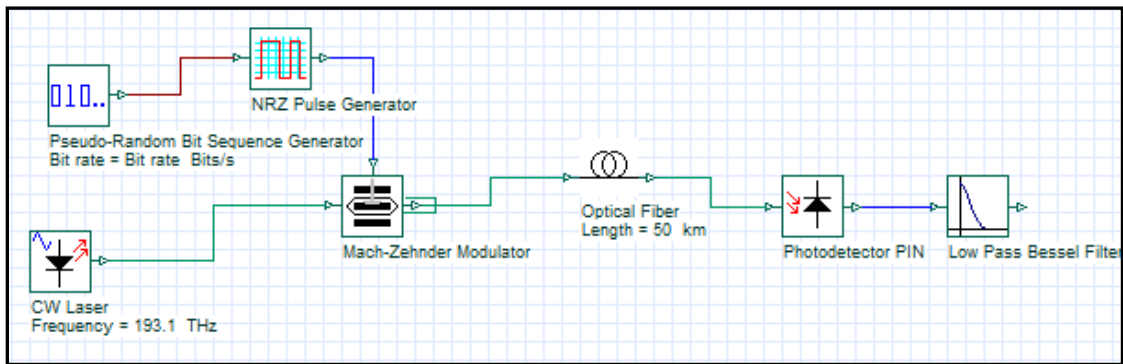 NRZ Pulse Generator
010..
Pseudo-Random Bit Sequence Generator
Bit rate = Bit rate  Bits/s
Optical Fiber
Length = 50  km
Mach-Zehnder Modulator
Photodetector PIN
Low Pass Bessel Filter
CW Laser
Frequency = 193.1  THz